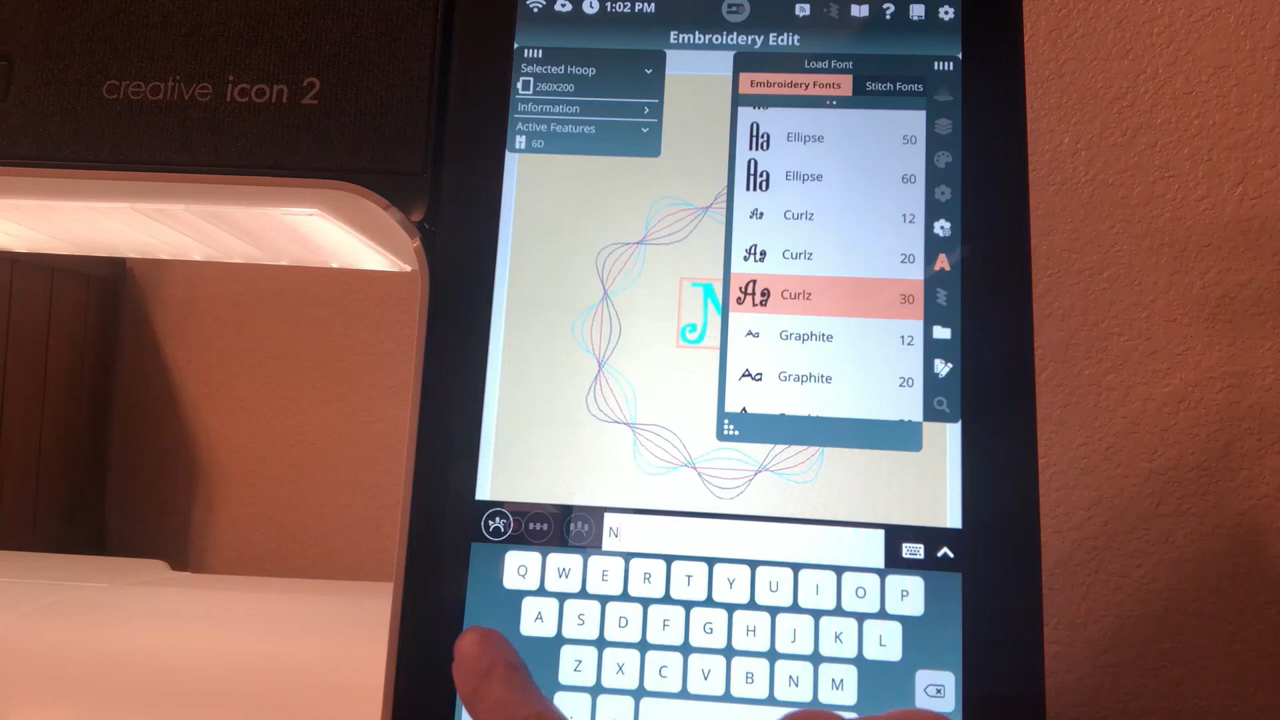 creative icon 2
1:02 PM
?
Embroidery Edit
Selected Hoop
260X200
Information
Active Features
6D
Load Font
Embroidery Fonts
Stitch Fonts
Aa Ellipse 50
Aa Ellipse 60
Aa Curlz 12
Aa Curlz 20
Aa Curlz 30
Aa Graphite 12
Aa Graphite 20
A
N
N
Q W E R T Y U I O P
A S D F G H J K L
Z X C V B N M